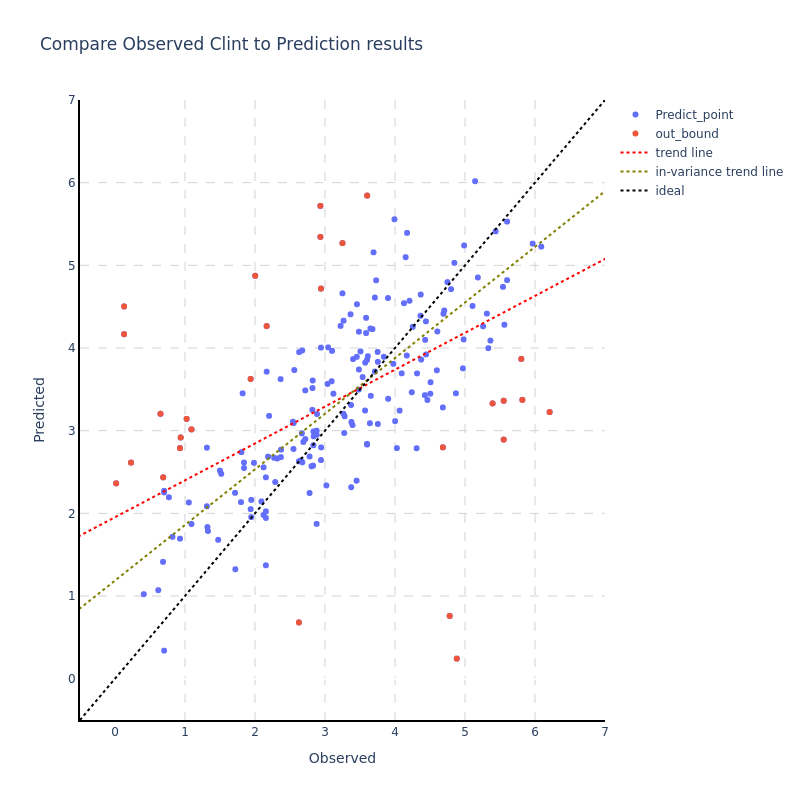 Compare Observed Clint to Prediction results
7
6
5
4
3
2
1
0
Predicted
0 1 2 3 4 5 6 7
Observed
Predict_point
out_bound
trend line
in-variance trend line
ideal